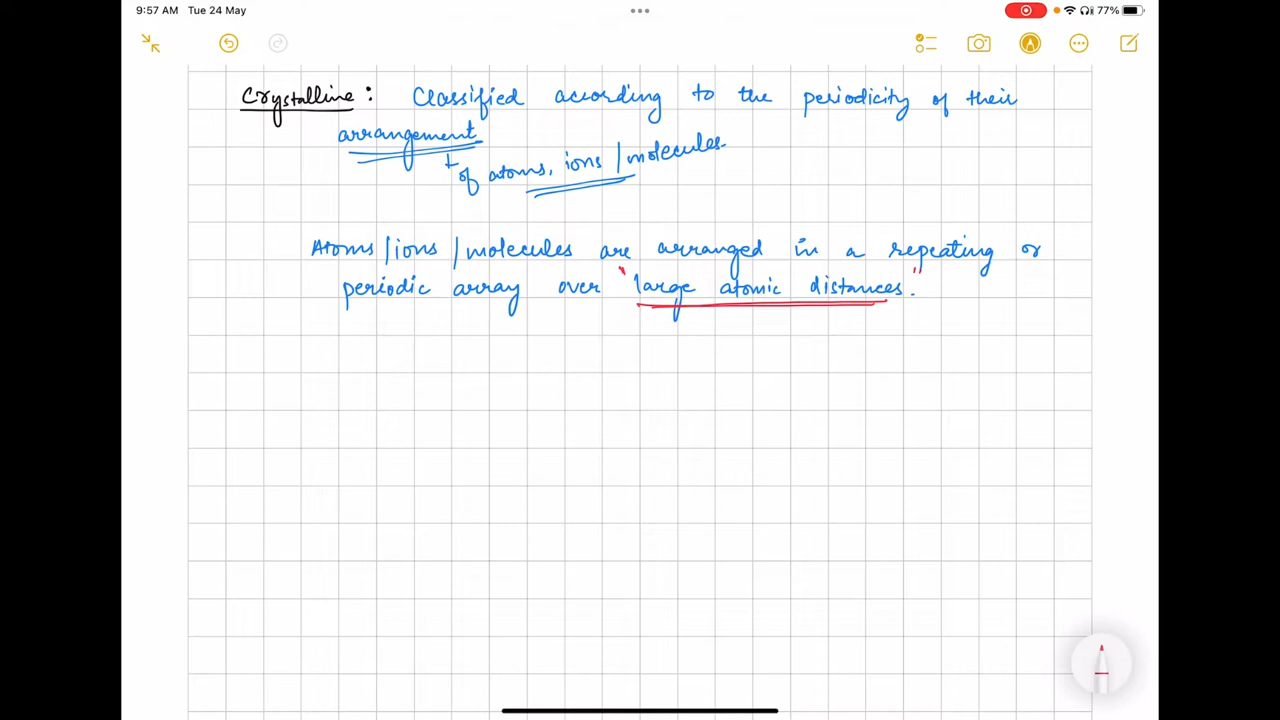 9:57 AM Tue 24 May
77%
Crystalline : Classified according to the periodicity of their
arrangement
of atoms, ions / molecules.
Atoms/ions/molecules are arranged in a repeating or
periodic array over "large atomic distances."